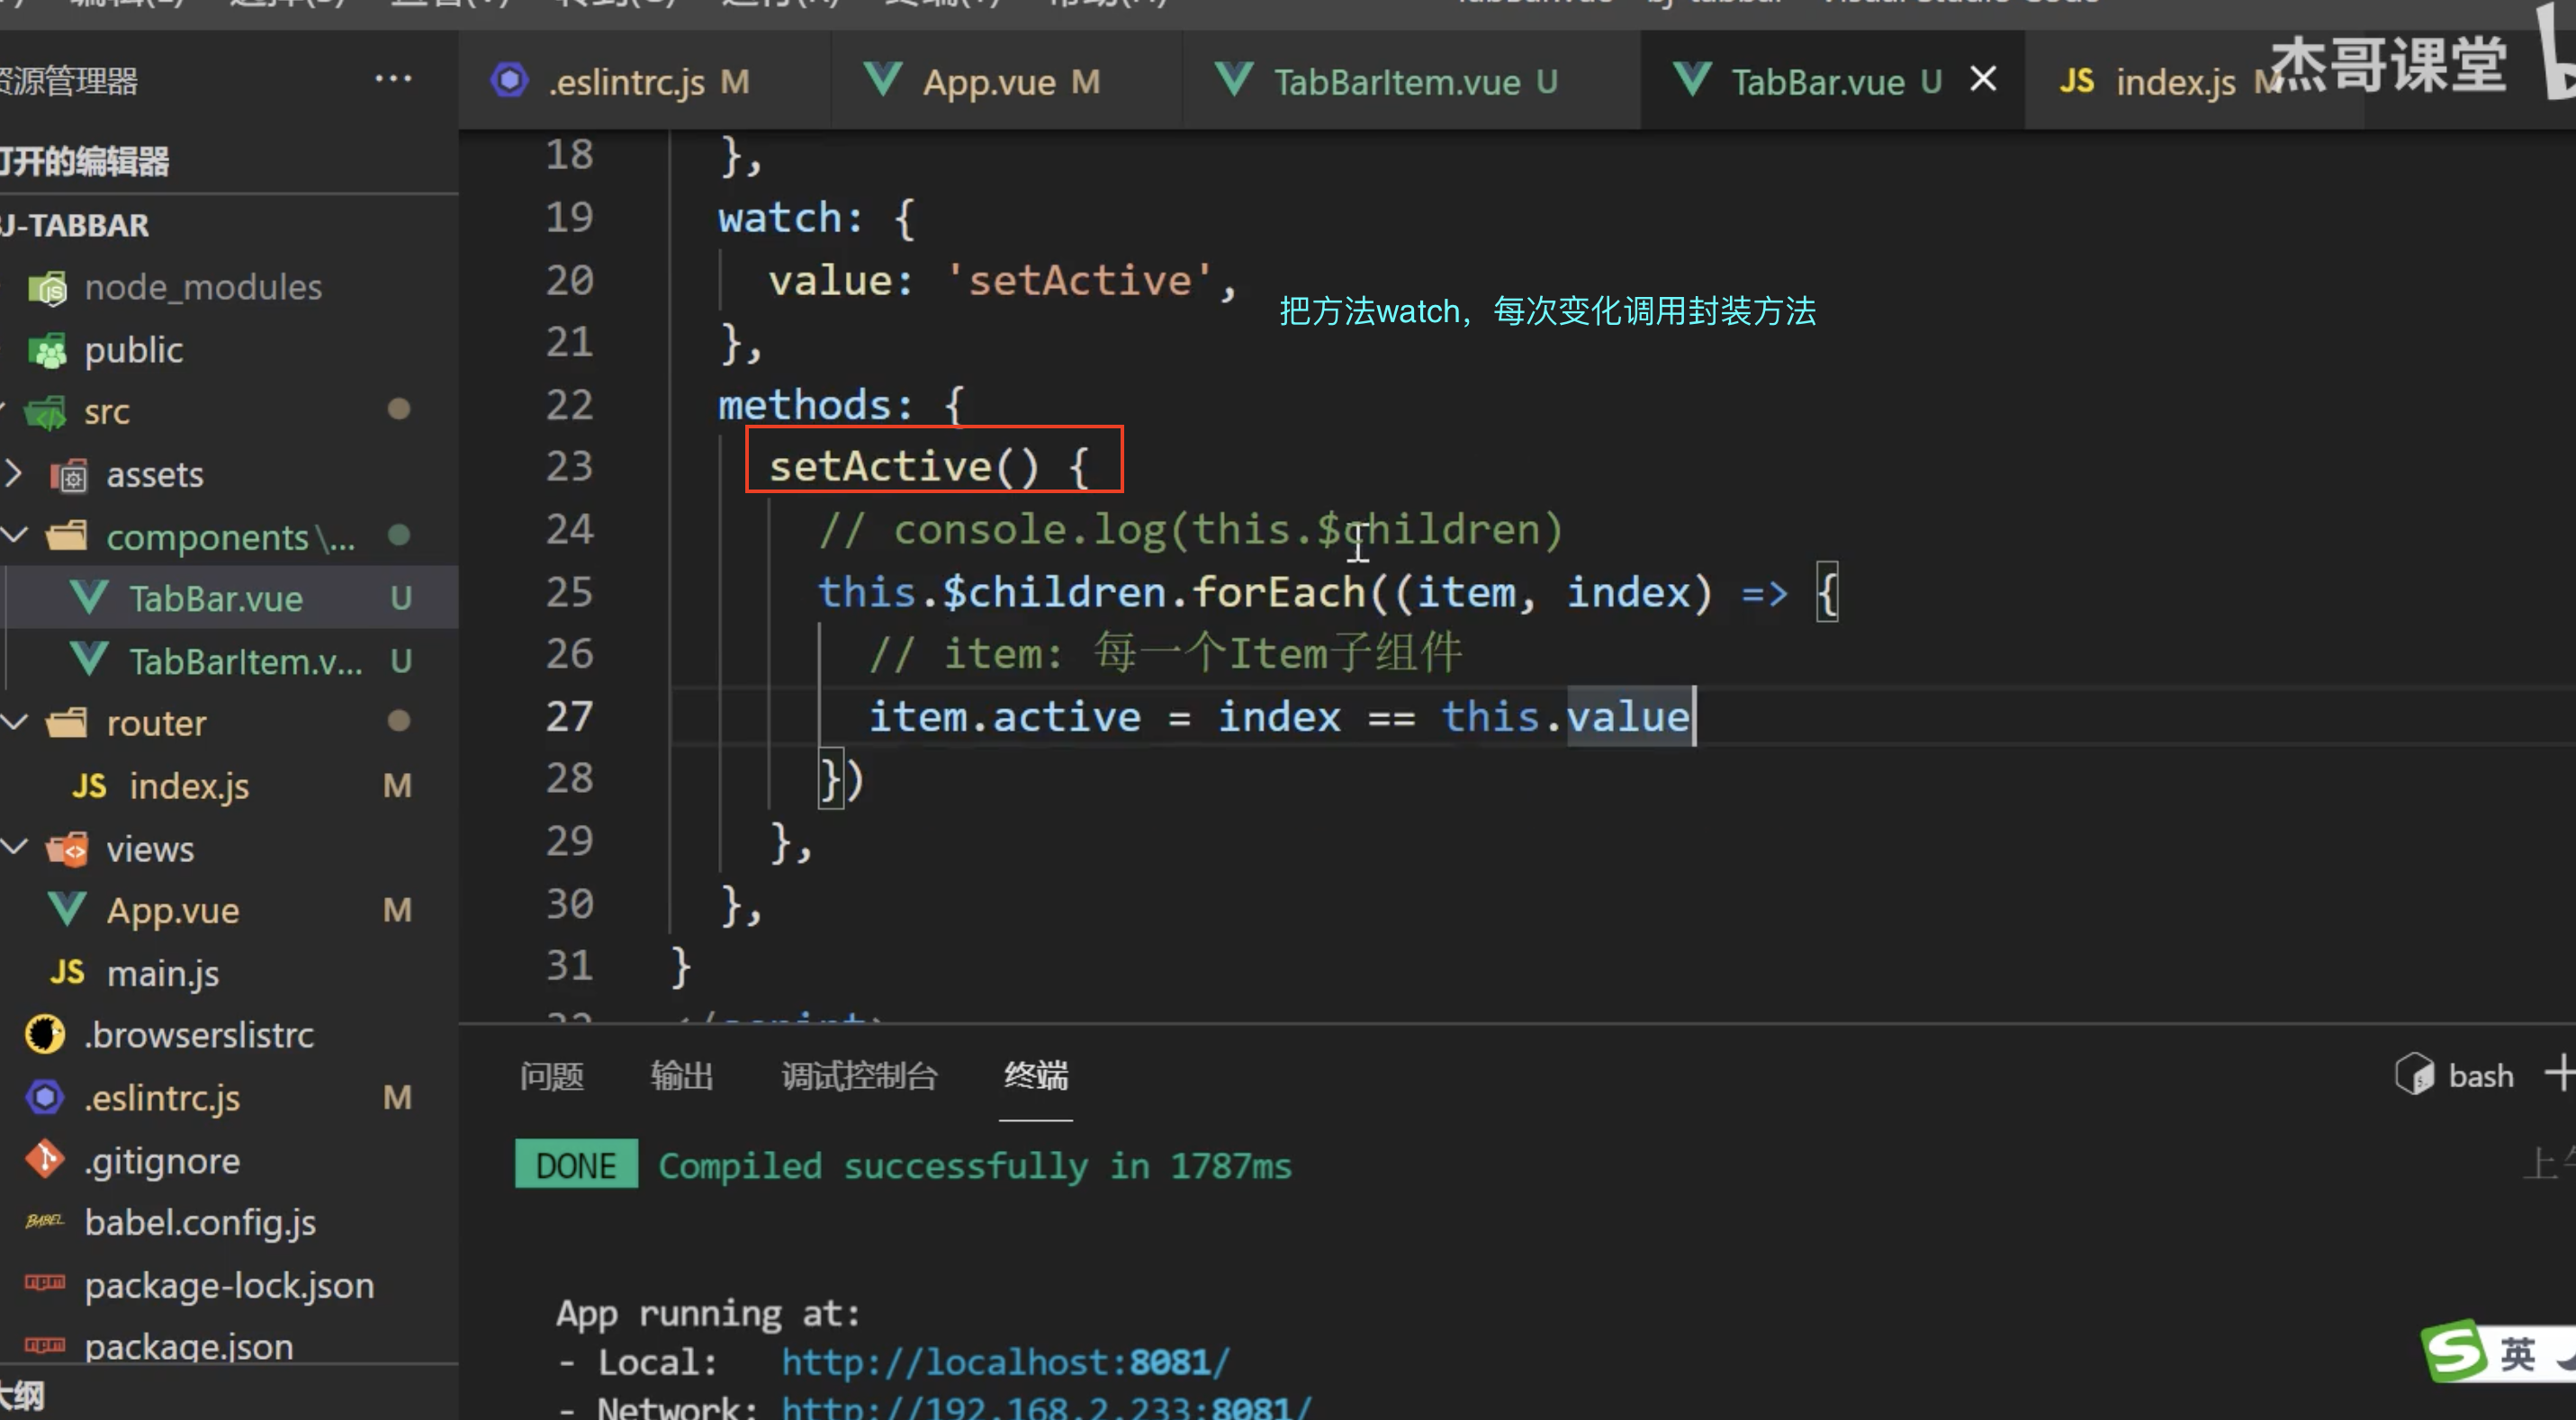 资源管理器
···
.eslintrc.js M
App.vue M
TabBarItem.vue U
TabBar.vue U
JS index.js M
杰哥课堂
打开的编辑器
BJ-TABBAR
node_modules
public
src
assets
components\...
TabBar.vue U
TabBarItem.v... U
router
JS index.js M
views
App.vue M
JS main.js
.browserslistrc
.eslintrc.js M
.gitignore
BABEL babel.config.js
package-lock.json
package.json
大纲
18 },
19 watch: {
20 value: 'setActive',
把方法watch，每次变化调用封装方法
21 },
22 methods: {
23 setActive() {
24 // console.log(this.$children)
25 this.$children.forEach((item, index) => {
26 // item: 每一个Item子组件
27 item.active = index == this.value
28 })
29 },
30 },
31 }
问题 输出 调试控制台 终端
bash
DONE Compiled successfully in 1787ms
App running at:
- Local: http://localhost:8081/
- Network: http://192.168.2.233:8081/
英